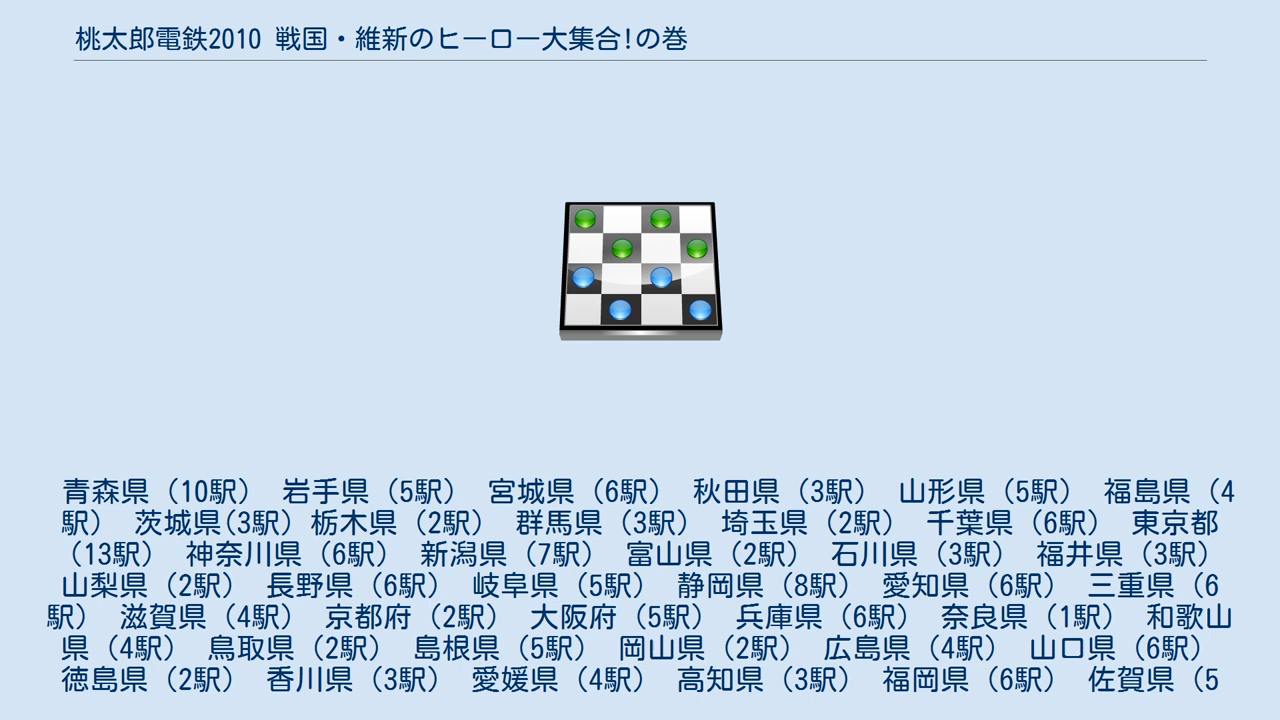 桃太郎電鉄2010 戦国・維新のヒーロー大集合!の巻
青森県（10駅） 岩手県（5駅） 宮城県（6駅） 秋田県（3駅） 山形県（5駅） 福島県（4
駅） 茨城県(3駅) 栃木県（2駅） 群馬県（3駅） 埼玉県（2駅） 千葉県（6駅） 東京都
（13駅） 神奈川県（6駅） 新潟県（7駅） 富山県（2駅） 石川県（3駅） 福井県（3駅）
山梨県（2駅） 長野県（6駅） 岐阜県（5駅） 静岡県（8駅） 愛知県（6駅） 三重県（6
駅） 滋賀県（4駅） 京都府（2駅） 大阪府（5駅） 兵庫県（6駅） 奈良県（1駅） 和歌山
県（4駅） 鳥取県（2駅） 島根県（5駅） 岡山県（2駅） 広島県（4駅） 山口県（6駅）
徳島県（2駅） 香川県（3駅） 愛媛県（4駅） 高知県（3駅） 福岡県（6駅） 佐賀県（5